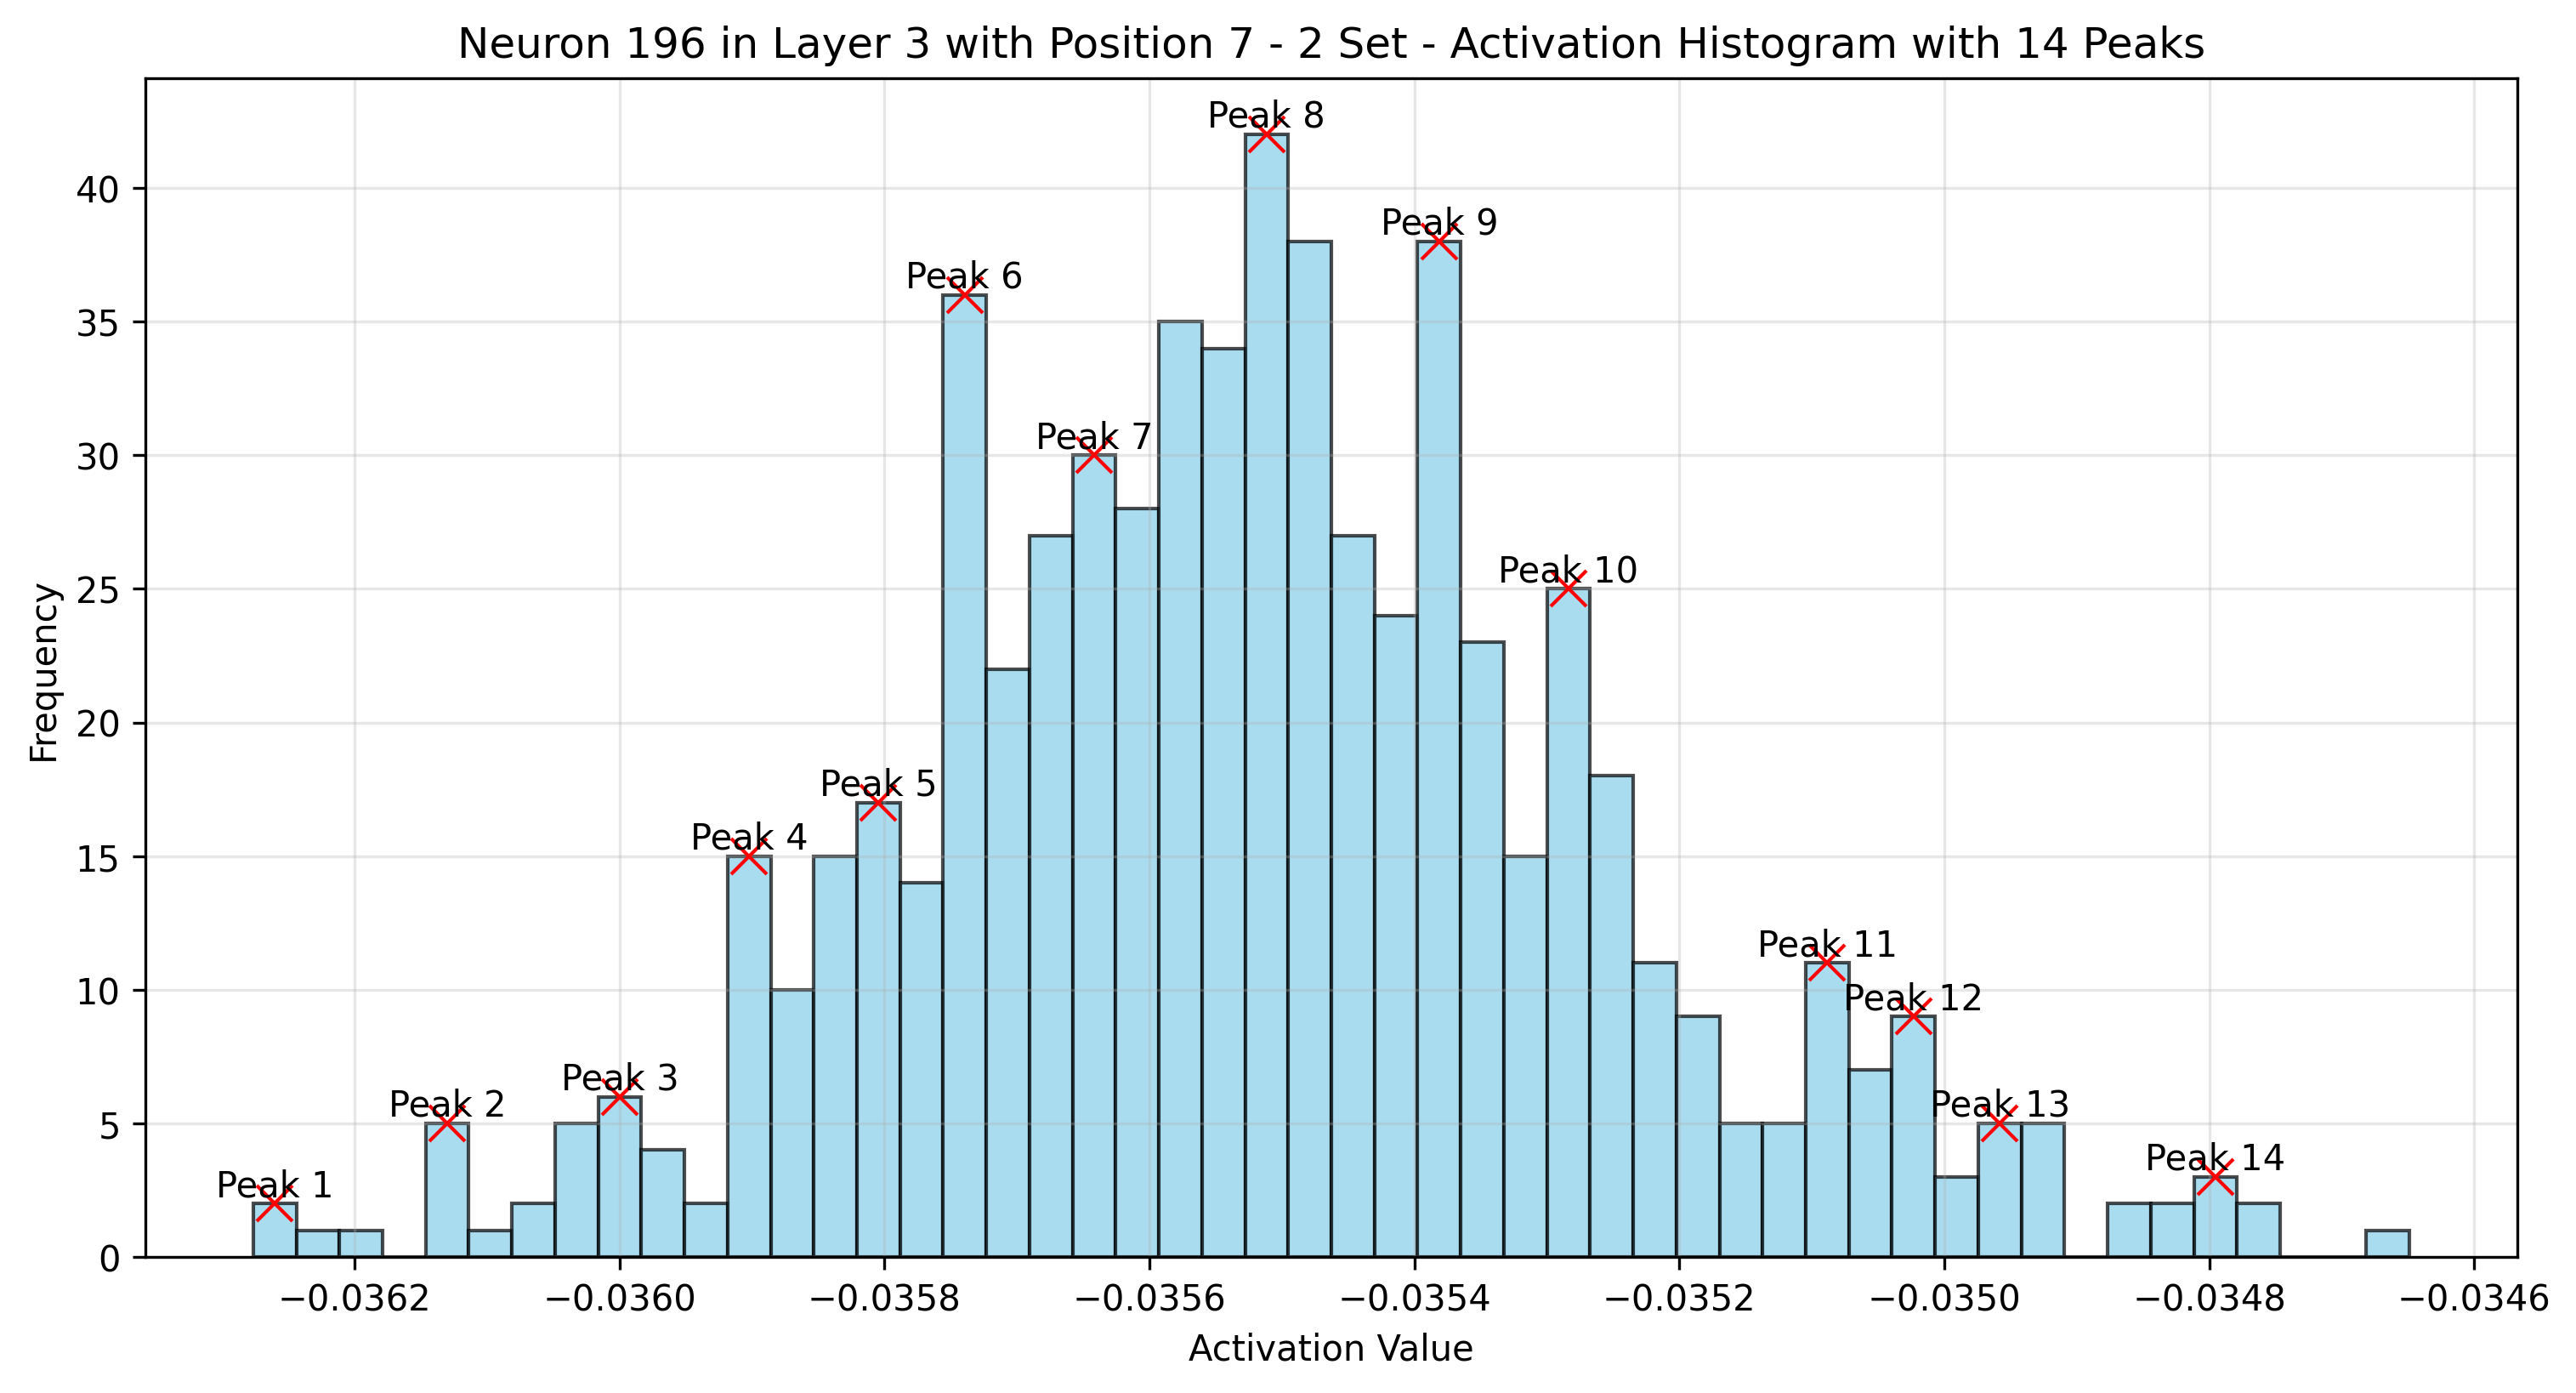 Neuron 196 in Layer 3 with Position 7 - 2 Set - Activation Histogram with 14 Peaks
Peak 8
Peak 9
Peak 6
Peak 7
Peak 10
Peak 5
Peak 4
Peak 11
Peak 12
Peak 3
Peak 2
Peak 13
Peak 14
Peak 1
Frequency
40
35
30
25
20
15
10
5
0
−0.0362 −0.0360 −0.0358 −0.0356 −0.0354 −0.0352 −0.0350 −0.0348 −0.0346
Activation Value